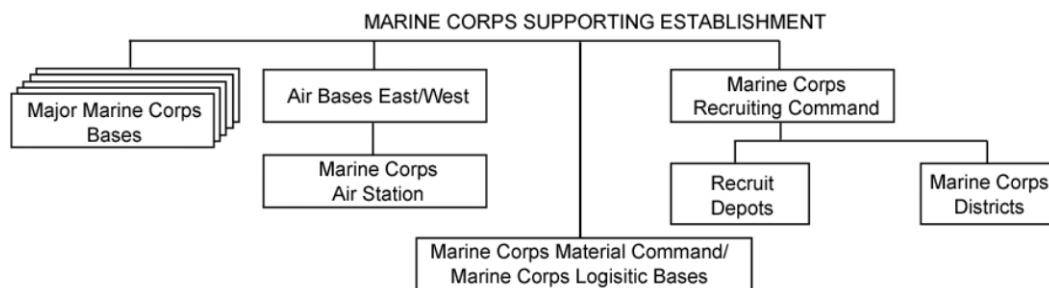 MARINE CORPS SUPPORTING ESTABLISHMENT
Major Marine Corps
Bases
Air Bases East/West
Marine Corps
Recruiting Command
Marine Corps
Air Station
Recruit
Depots
Marine Corps
Districts
Marine Corps Material Command/
Marine Corps Logisitic Bases